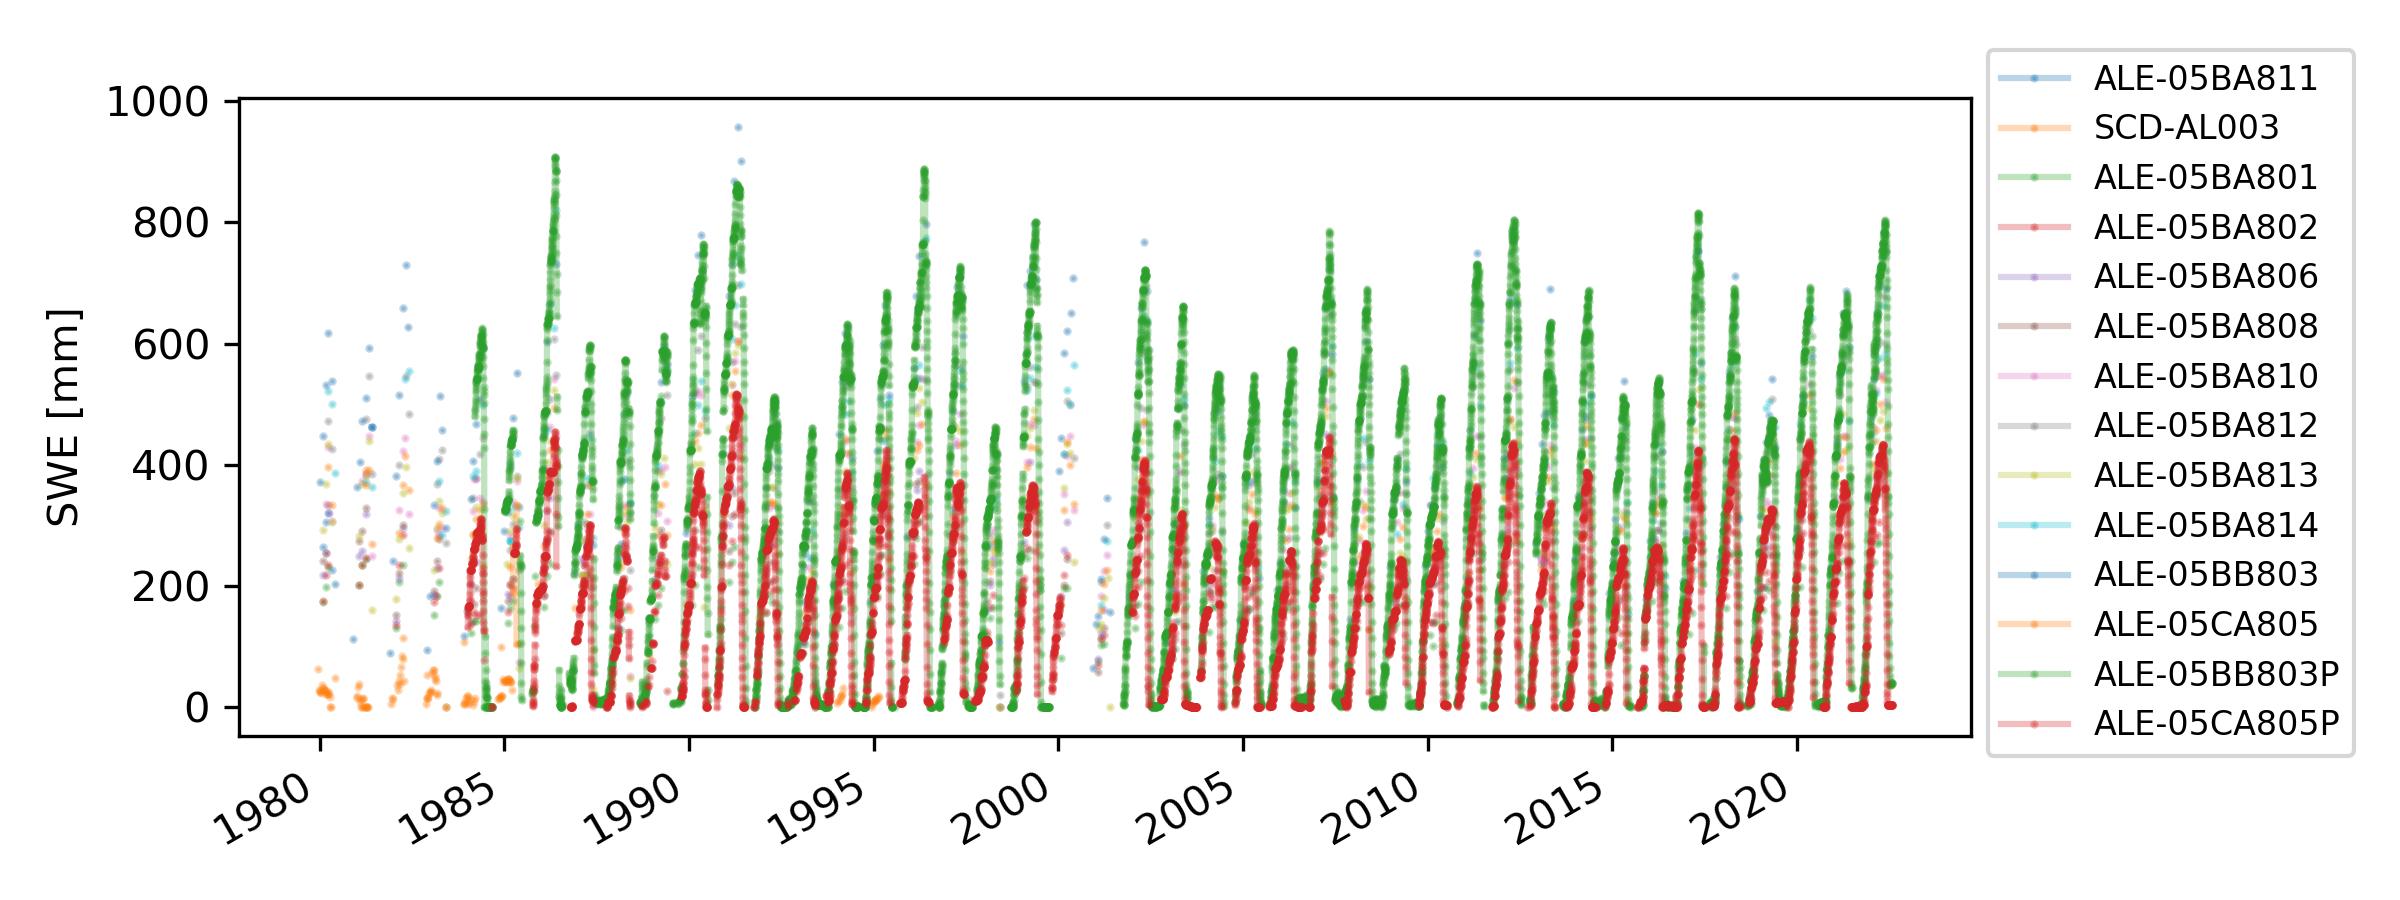 SWE [mm]
1000
800
600
400
200
0
1980
1985
1990
1995
2000
2005
2010
2015
2020
ALE-05BA811
SCD-AL003
ALE-05BA801
ALE-05BA802
ALE-05BA806
ALE-05BA808
ALE-05BA810
ALE-05BA812
ALE-05BA813
ALE-05BA814
ALE-05BB803
ALE-05CA805
ALE-05BB803P
ALE-05CA805P